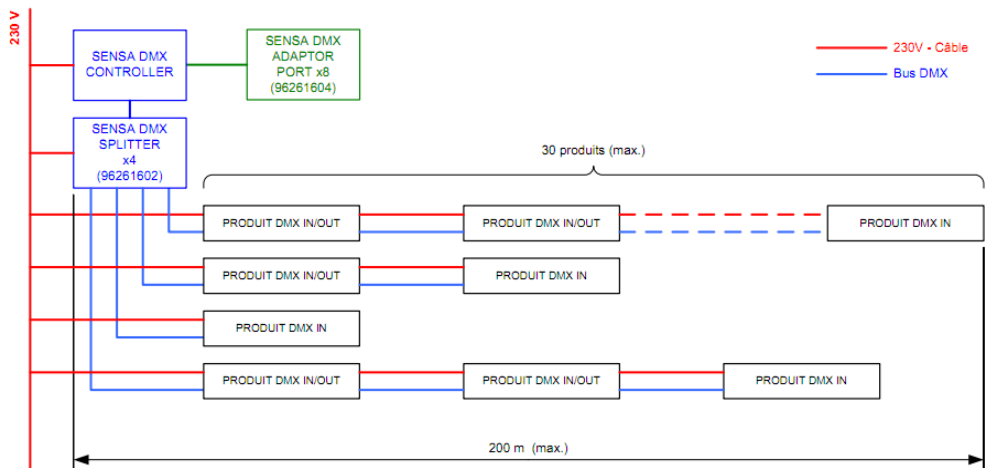 230 V
SENSA DMX
CONTROLLER
SENSA DMX
ADAPTOR
PORT x8
(96261604)
230V - Câble
Bus DMX
SENSA DMX
SPLITTER
x4
(96261602)
30 produits (max.)
PRODUIT DMX IN/OUT
PRODUIT DMX IN/OUT
PRODUIT DMX IN
PRODUIT DMX IN/OUT
PRODUIT DMX IN
PRODUIT DMX IN
PRODUIT DMX IN/OUT
PRODUIT DMX IN/OUT
PRODUIT DMX IN
200 m (max.)